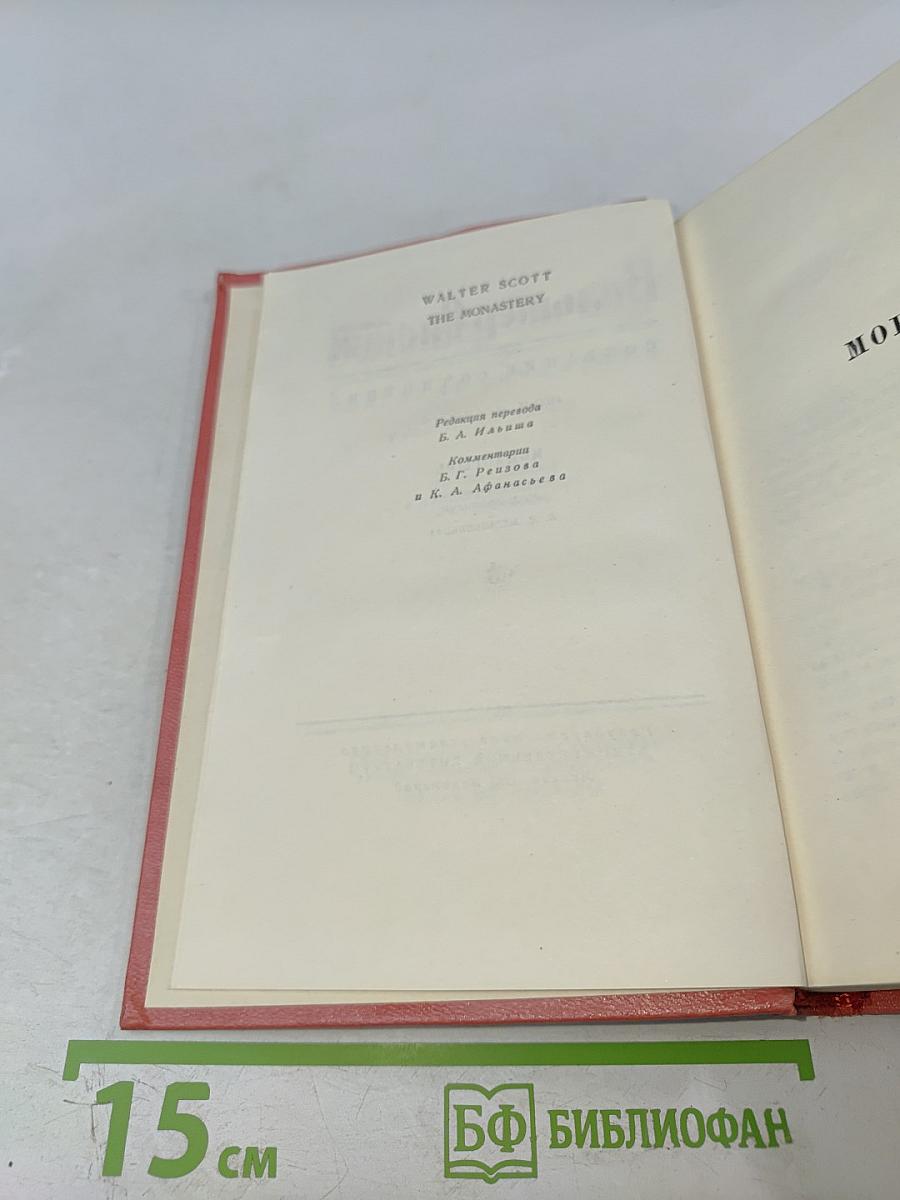 WALTER SCOTT
THE MONASTERY
Редакция перевода
Б. А. Ильиша
Комментарии
Б. Г. Реизова
и К. А. Афанасьева
МО
15 см
БФ БИБЛИОФАН